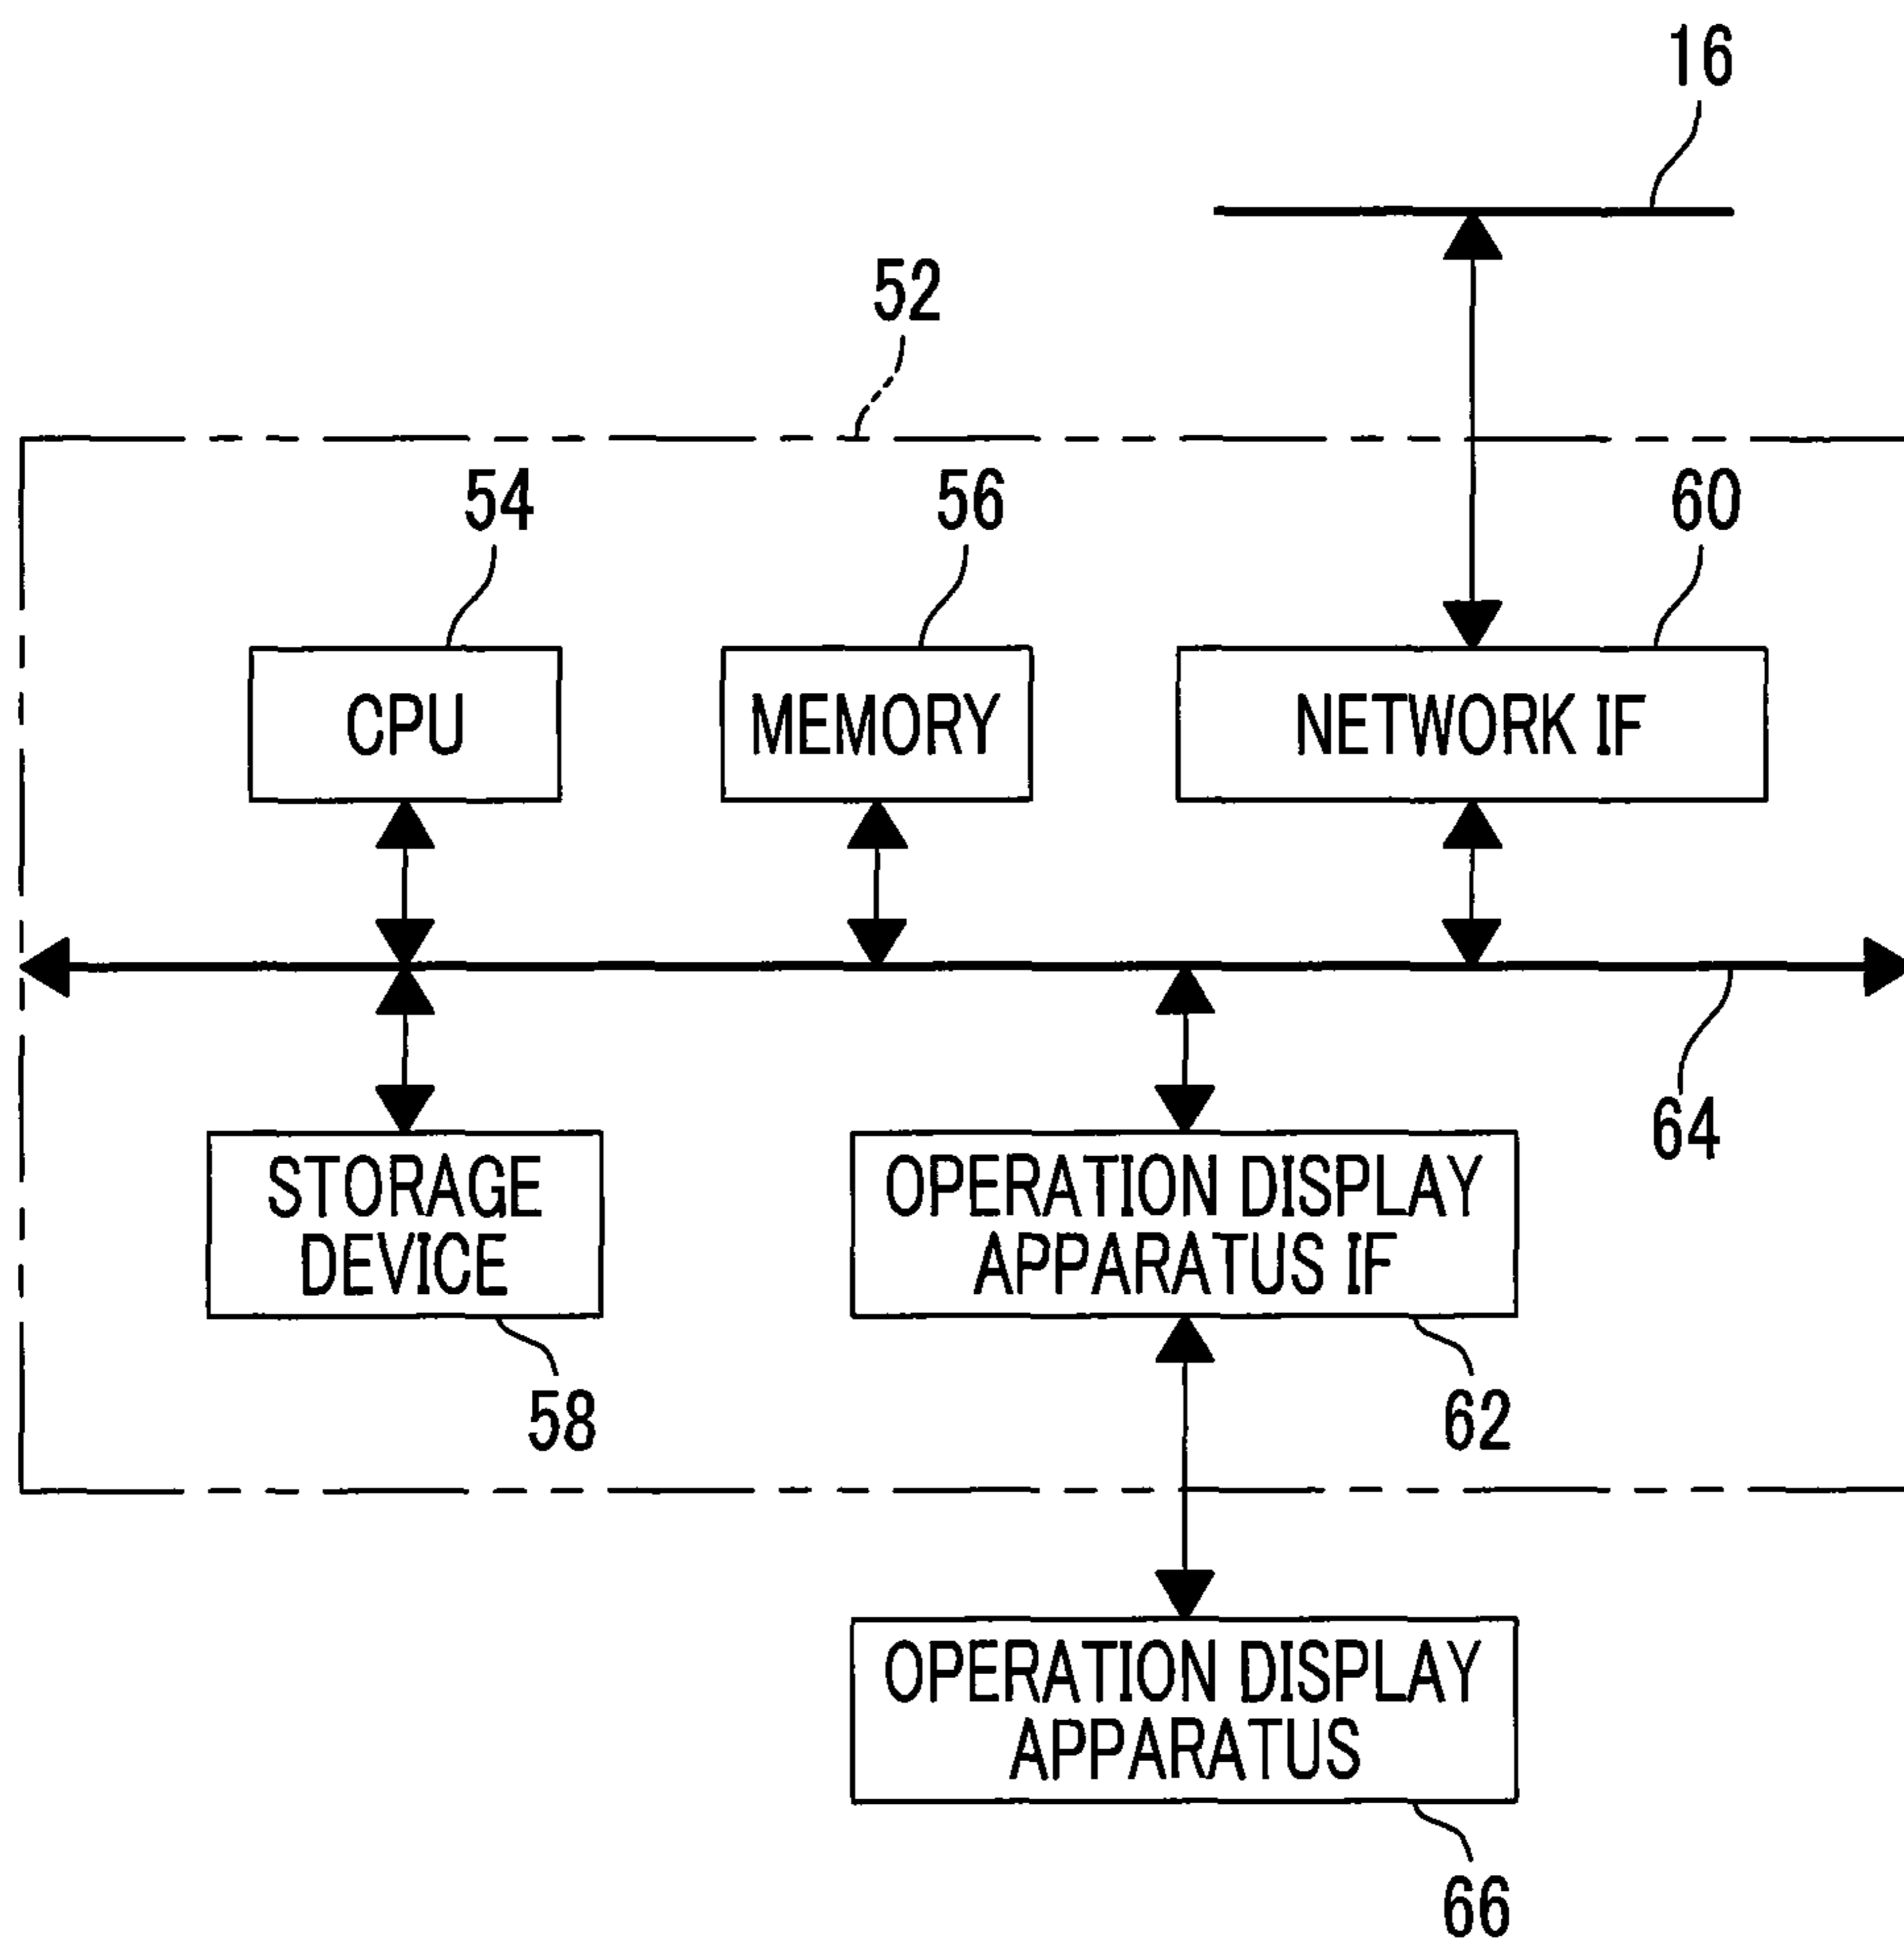 16
52
54
56
60
CPU
MEMORY
NETWORK IF
64
STORAGE
DEVICE
OPERATION DISPLAY
APPARATUS IF
58
62
OPERATION DISPLAY
APPARATUS
66